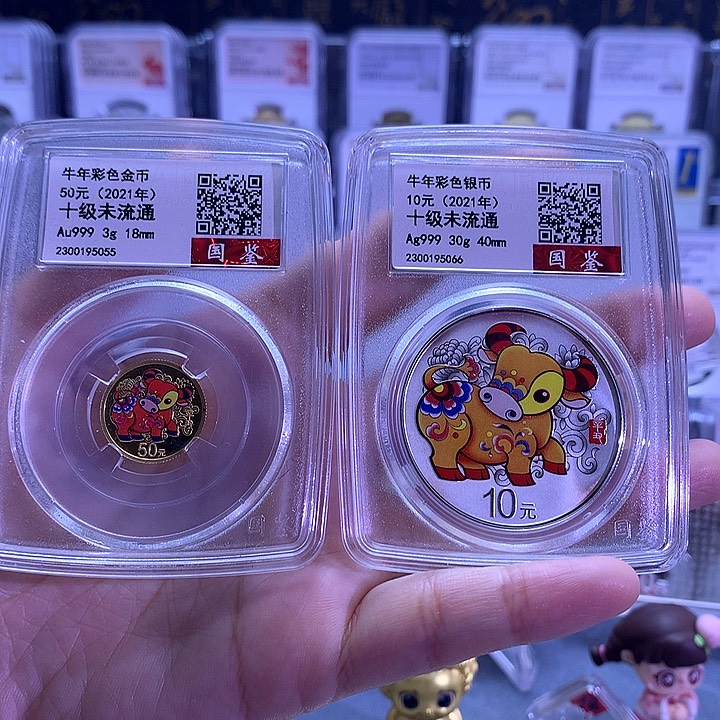 牛年彩色金币
50元（2021年）
十级未流通
Au999 3g 18mm
2300195055
国鉴
50元
牛年彩色银币
10元（2021年）
十级未流通
Ag999 30g 40mm
2300195066
国鉴
10元